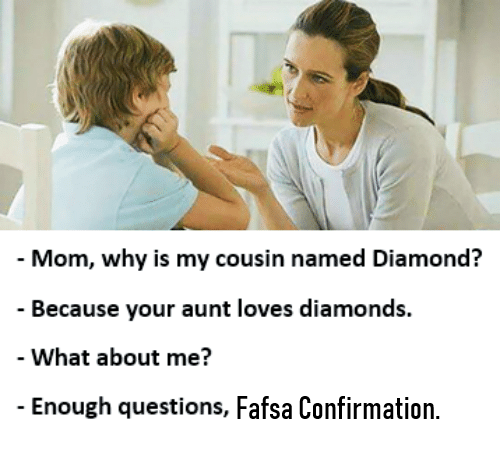 - Mom, why is my cousin named Diamond?
- Because your aunt loves diamonds.
- What about me?
- Enough questions, Fafsa Confirmation.